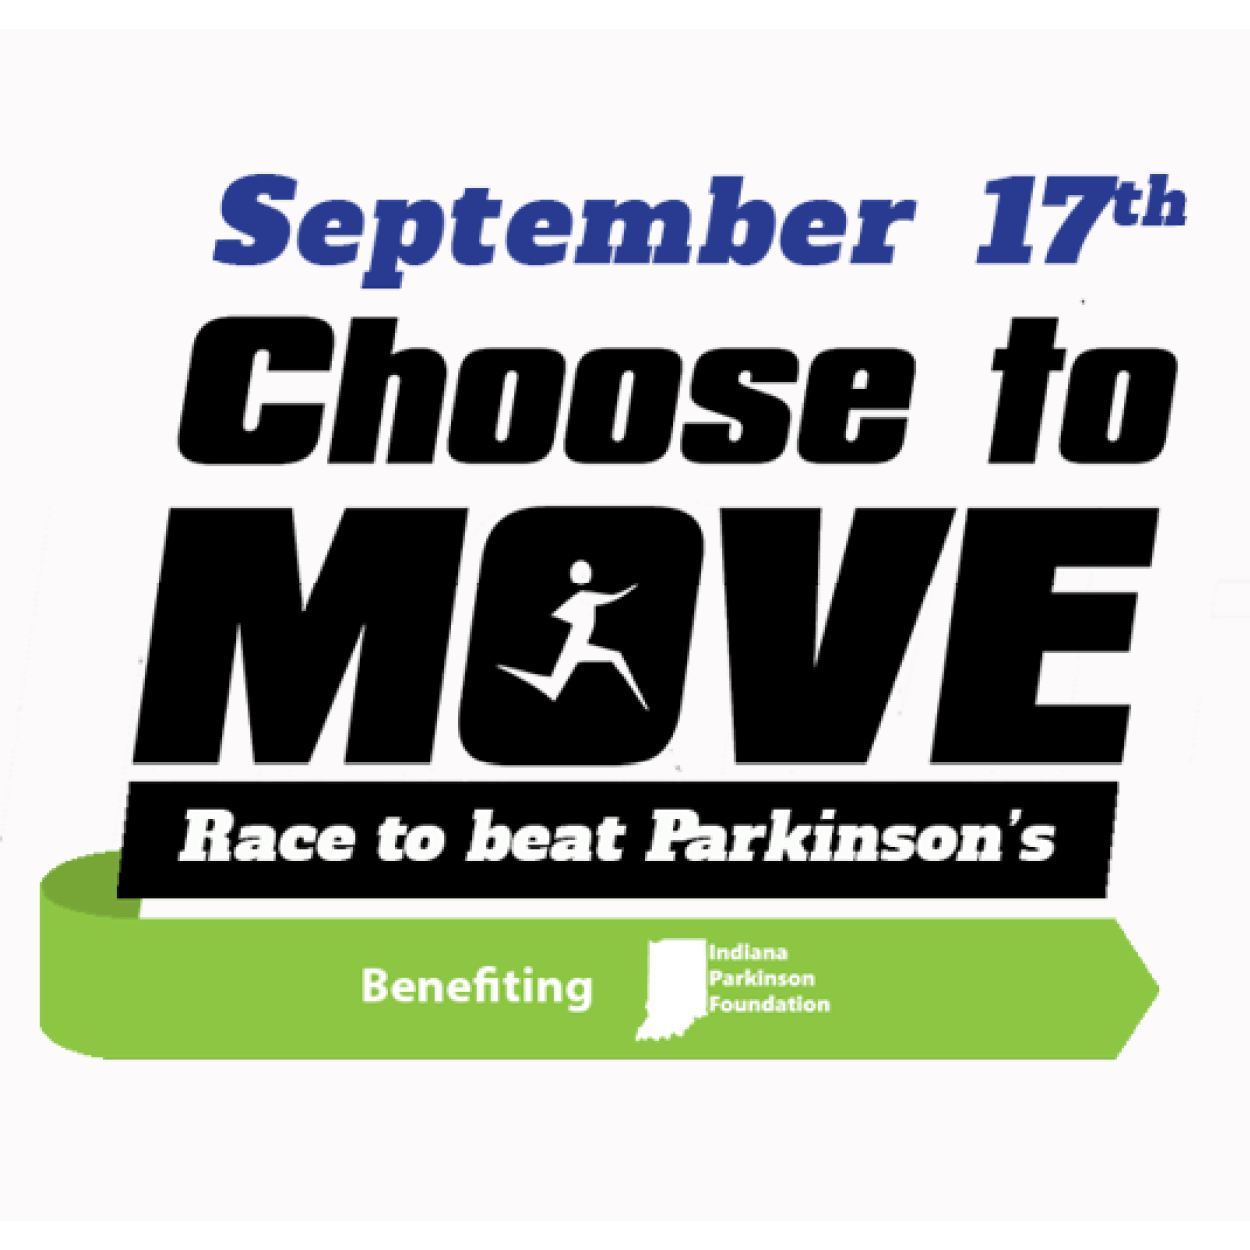 September 17th
Choose to
MOVE
Race to beat Parkinson's
Benefiting
Indiana
Parkinson
Foundation